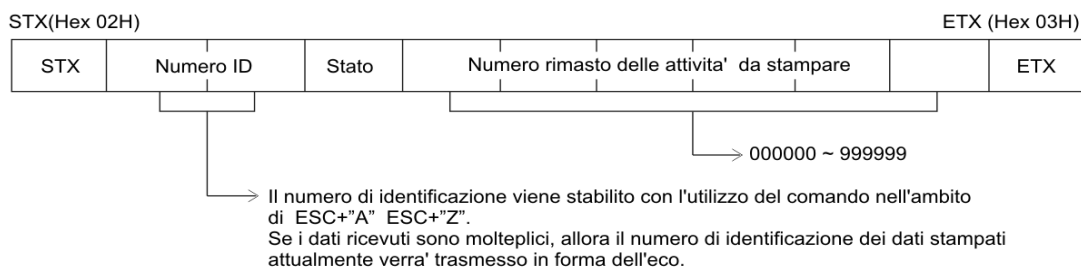 STX(Hex 02H) ETX (Hex 03H)
STX Numero ID Stato Numero rimasto delle attivita' da stampare ETX
000000 ~ 999999
Il numero di identificazione viene stabilito con l'utilizzo del comando nell'ambito
di ESC+”A” ESC+”Z”.
Se i dati ricevuti sono molteplici, allora il numero di identificazione dei dati stampati
attualmente verra' trasmesso in forma dell'eco.